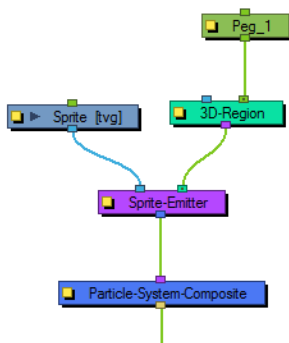 Peg_1
Sprite [tvg]
3D-Region
Sprite-Emitter
Particle-System-Composite